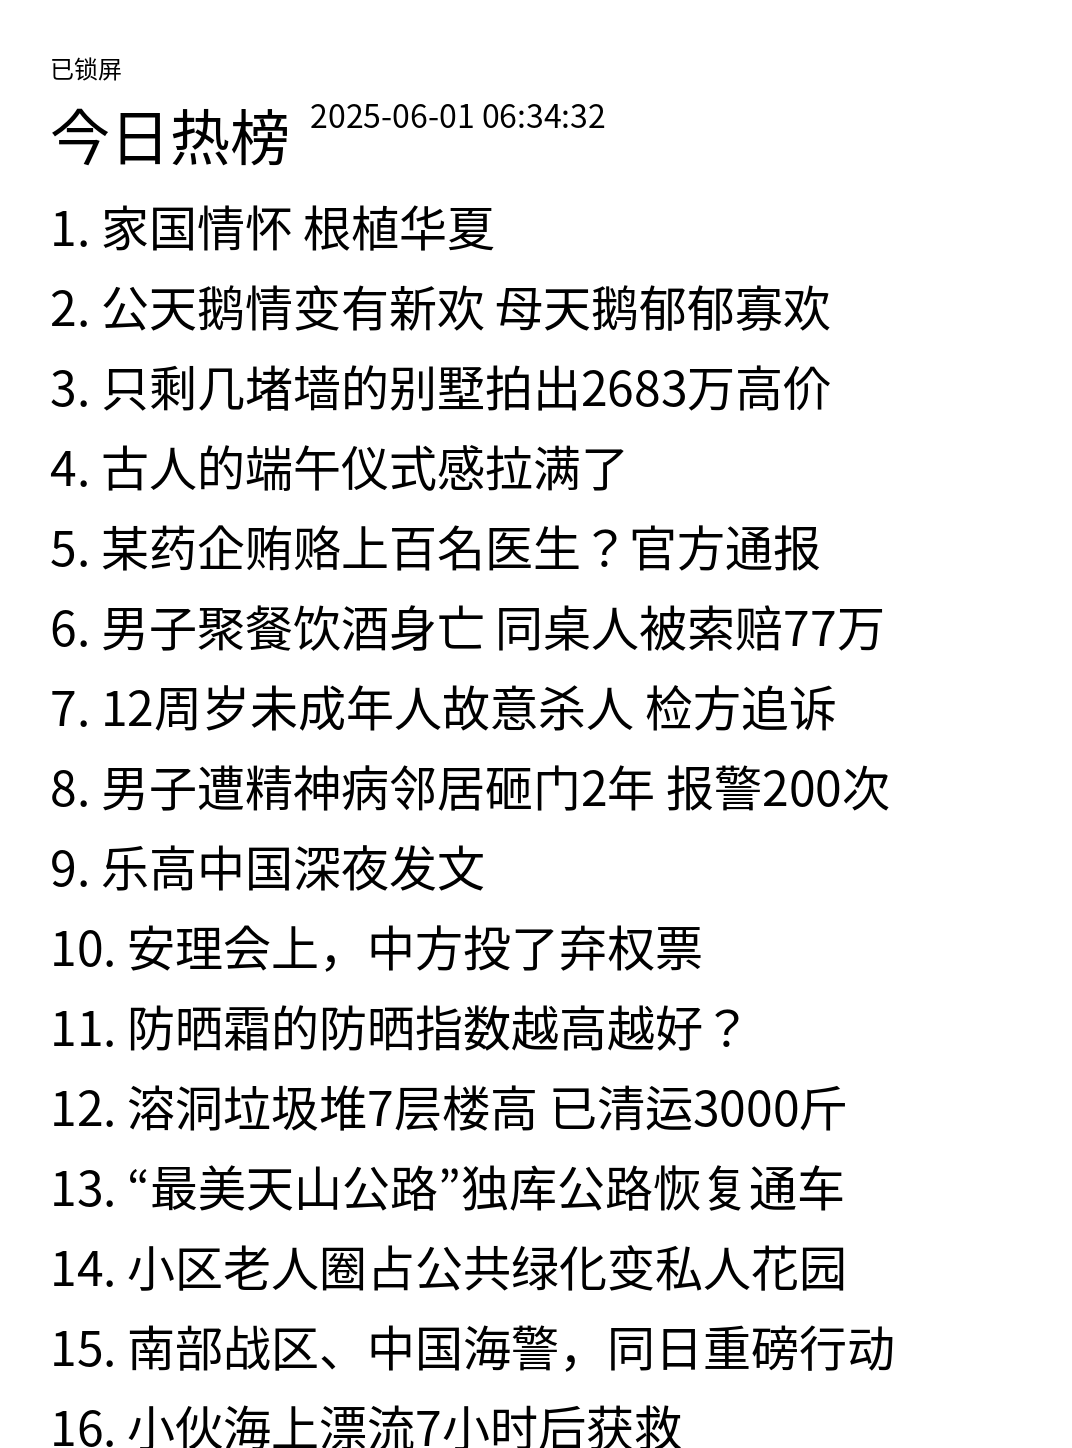 已锁屏
今日热榜 2025-06-01 06:34:32
1. 家国情怀 根植华夏
2. 公天鹅情变有新欢 母天鹅郁郁寡欢
3. 只剩几堵墙的别墅拍出2683万高价
4. 古人的端午仪式感拉满了
5. 某药企贿赂上百名医生？官方通报
6. 男子聚餐饮酒身亡 同桌人被索赔77万
7. 12周岁未成年人故意杀人 检方追诉
8. 男子遭精神病邻居砸门2年 报警200次
9. 乐高中国深夜发文
10. 安理会上，中方投了弃权票
11. 防晒霜的防晒指数越高越好？
12. 溶洞垃圾堆7层楼高 已清运3000斤
13. “最美天山公路”独库公路恢复通车
14. 小区老人圈占公共绿化变私人花园
15. 南部战区、中国海警，同日重磅行动
16. 小伙海上漂流7小时后获救